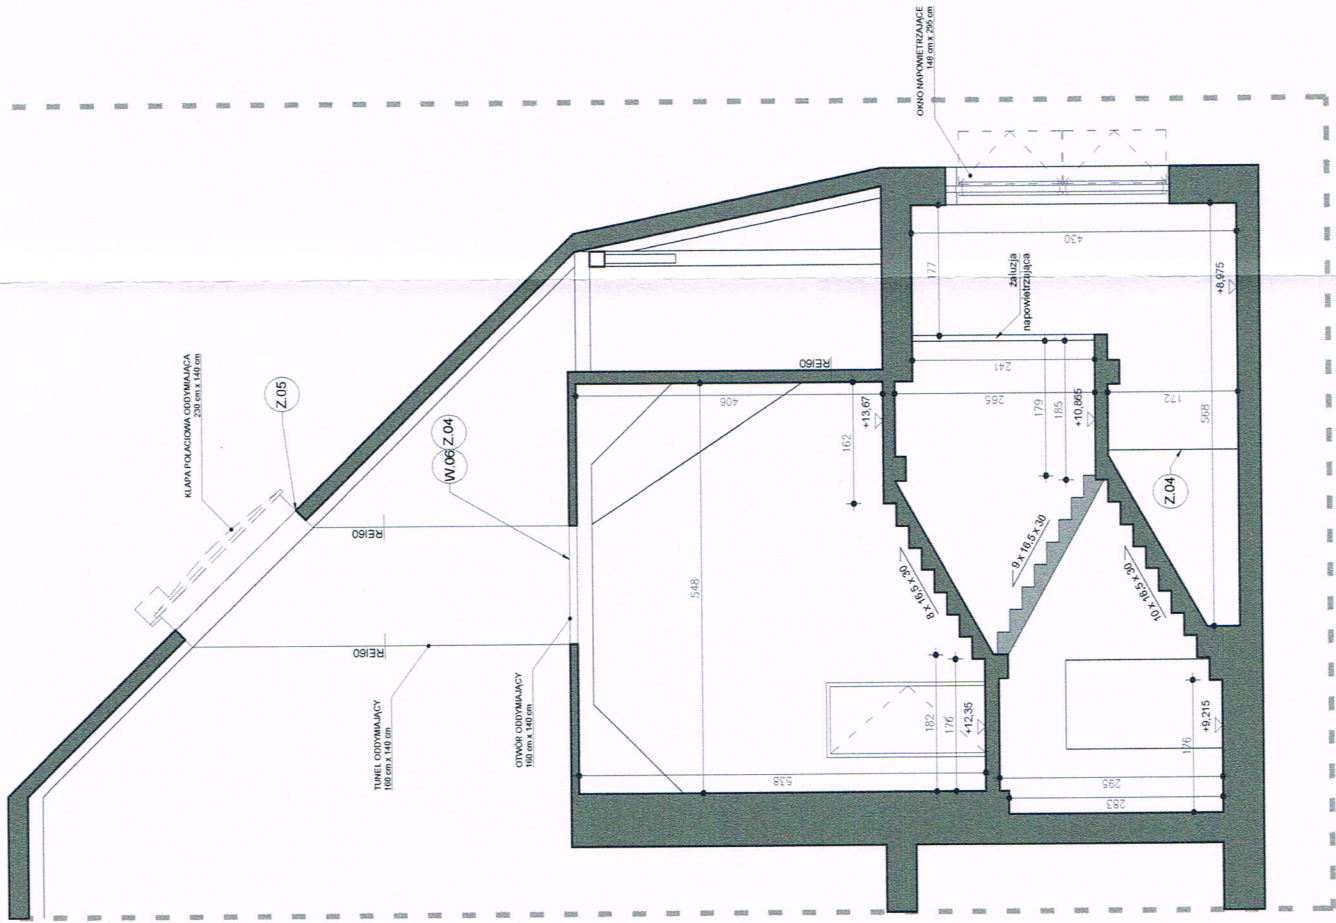 OKNO NAPOWIETRZAJĄCE
148 cm x 295 cm
KLAPA POŁACIOWA ODDYMIAJĄCA
230 cm x 140 cm
Z.05
W.06 Z.04
REI60
REI60
REI60
TUNEL ODDYMIAJĄCY
160 cm x 140 cm
OTWÓR ODDYMIAJĄCY
160 cm x 140 cm
żaluzja
napowietrzająca
177
430
+8,975
241
265
179
185
+10,865
172
568
Z.04
406
162
+13,67
548
8 x 16,5 x 30
9 x 16,5 x 30
10 x 16,5 x 30
538
182
176
+12,35
295
283
176
+9,215